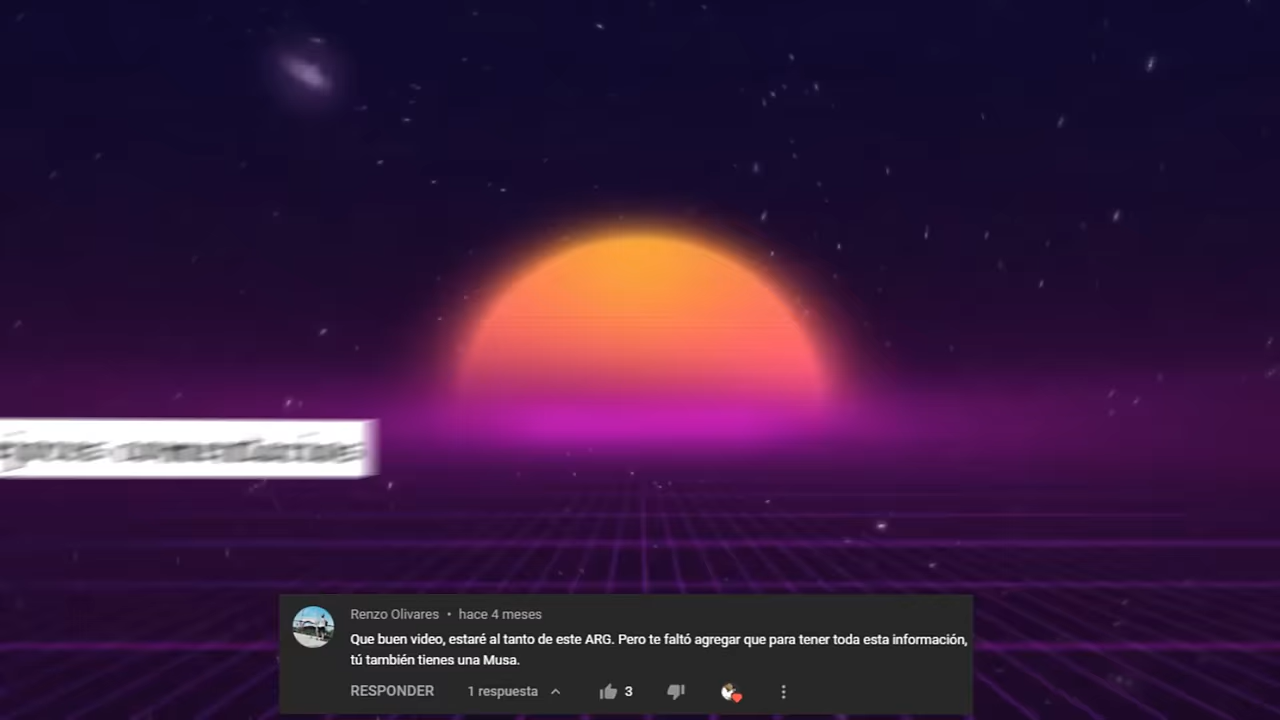 Renzo Olivares • hace 4 meses
Que buen video, estaré al tanto de este ARG. Pero te faltó agregar que para tener toda esta información,
tú también tienes una Musa.
RESPONDER 1 respuesta 3